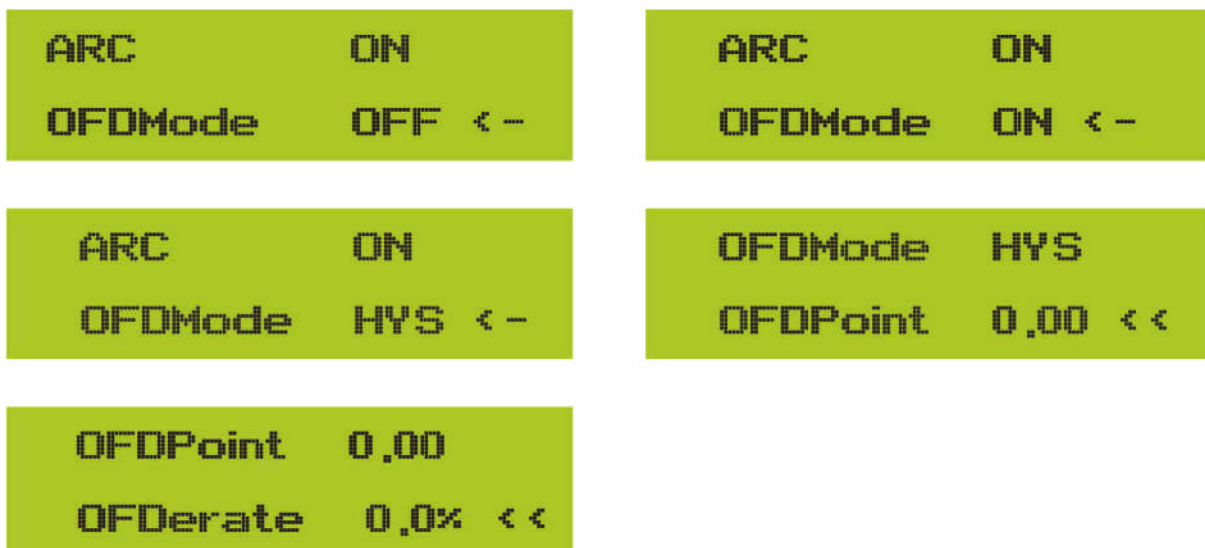 ARC ON
OFDMode OFF <-
ARC ON
OFDMode ON <-
ARC ON
OFDMode HYS <-
OFDMode HYS
OFDPoint 0.00 <<
OFDPoint 0.00
OFDerate 0.0% <<